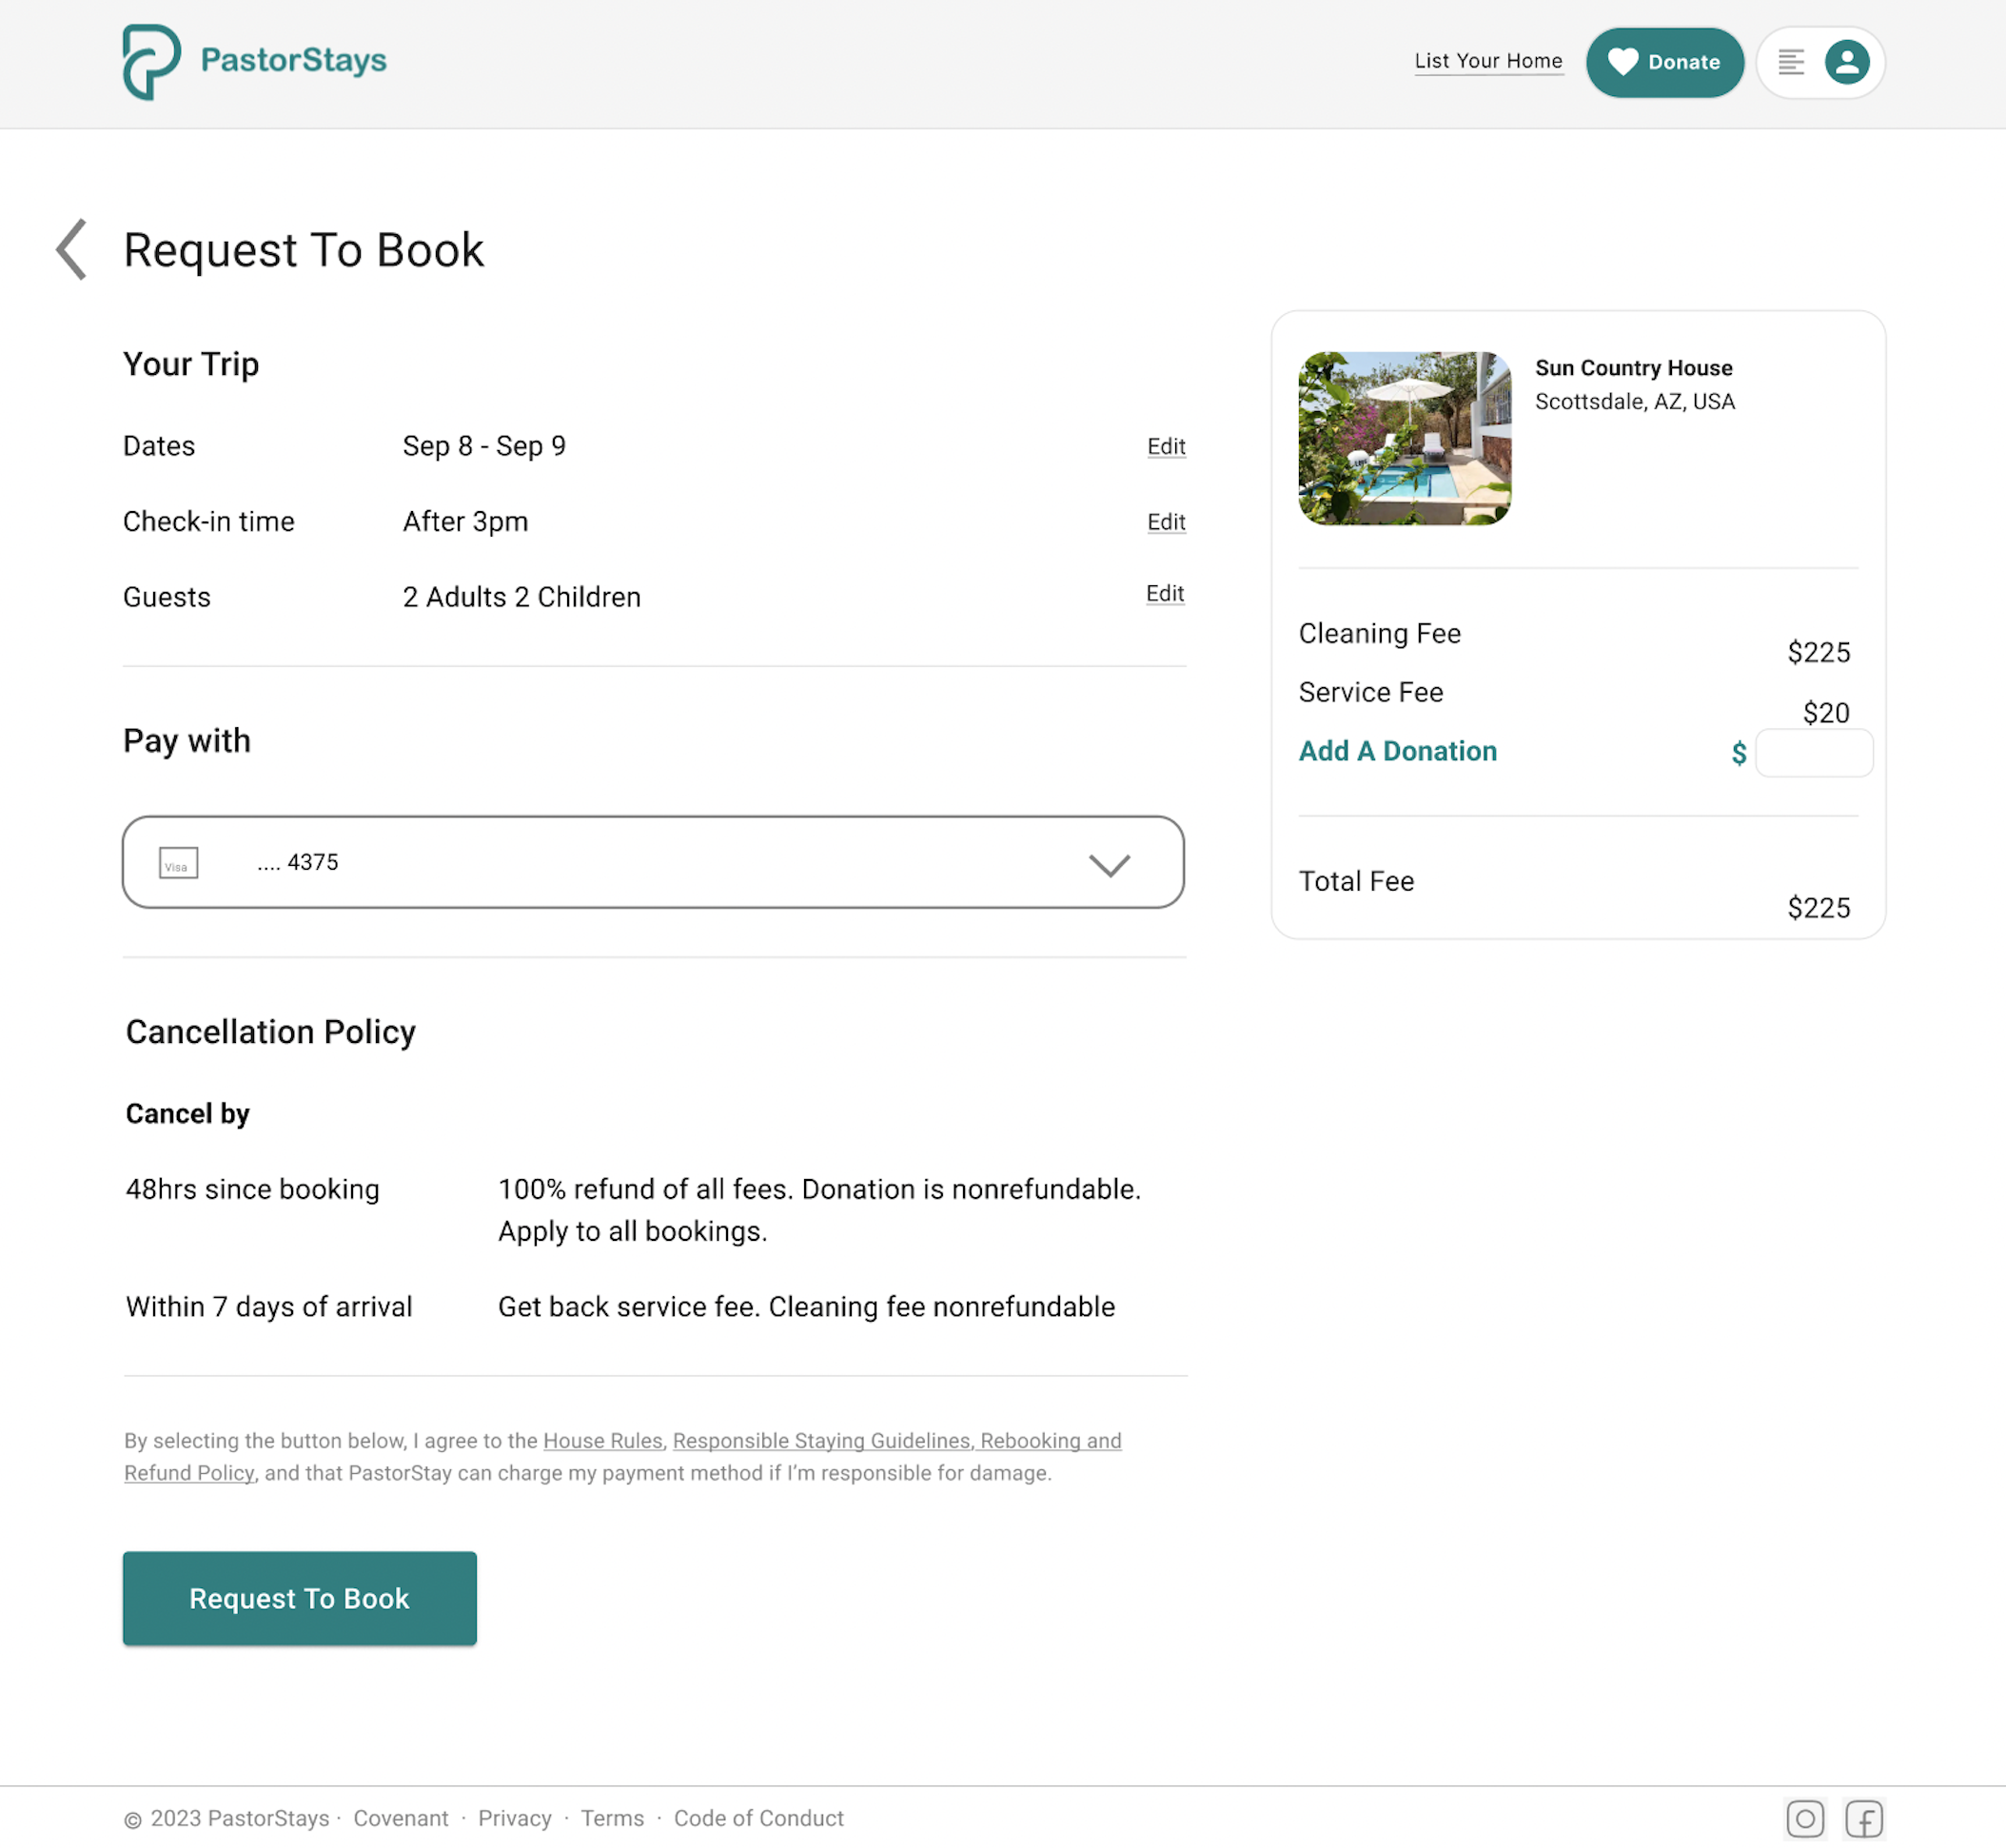 PastorStays
List Your Home
Donate
Request To Book
Your Trip
Dates Sep 8 - Sep 9 Edit
Check-in time After 3pm Edit
Guests 2 Adults 2 Children Edit
Pay with
Visa .... 4375
Cancellation Policy
Cancel by
48hrs since booking 100% refund of all fees. Donation is nonrefundable.
Apply to all bookings.
Within 7 days of arrival Get back service fee. Cleaning fee nonrefundable
By selecting the button below, I agree to the House Rules, Responsible Staying Guidelines, Rebooking and
Refund Policy, and that PastorStay can charge my payment method if I’m responsible for damage.
Request To Book
Sun Country House
Scottsdale, AZ, USA
Cleaning Fee $225
Service Fee $20
Add A Donation $
Total Fee $225
© 2023 PastorStays · Covenant · Privacy · Terms · Code of Conduct